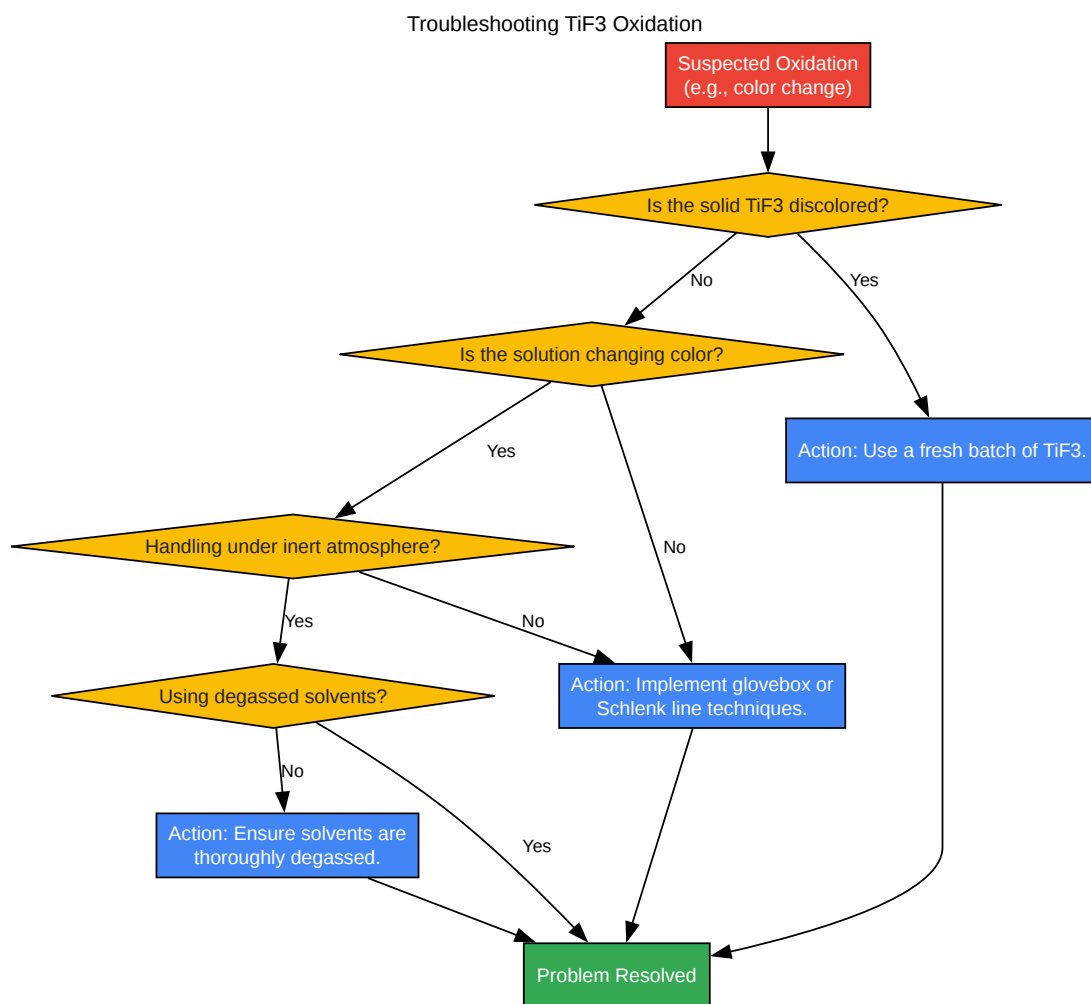 Troubleshooting TiF3 Oxidation
Suspected Oxidation
(e.g., color change)
Is the solid TiF3 discolored?
No
Yes
Is the solution changing color?
Action: Use a fresh batch of TiF3.
Yes
No
Handling under inert atmosphere?
Yes
No
Using degassed solvents?
Action: Implement glovebox or
Schlenk line techniques.
No
Yes
Action: Ensure solvents are
thoroughly degassed.
Problem Resolved